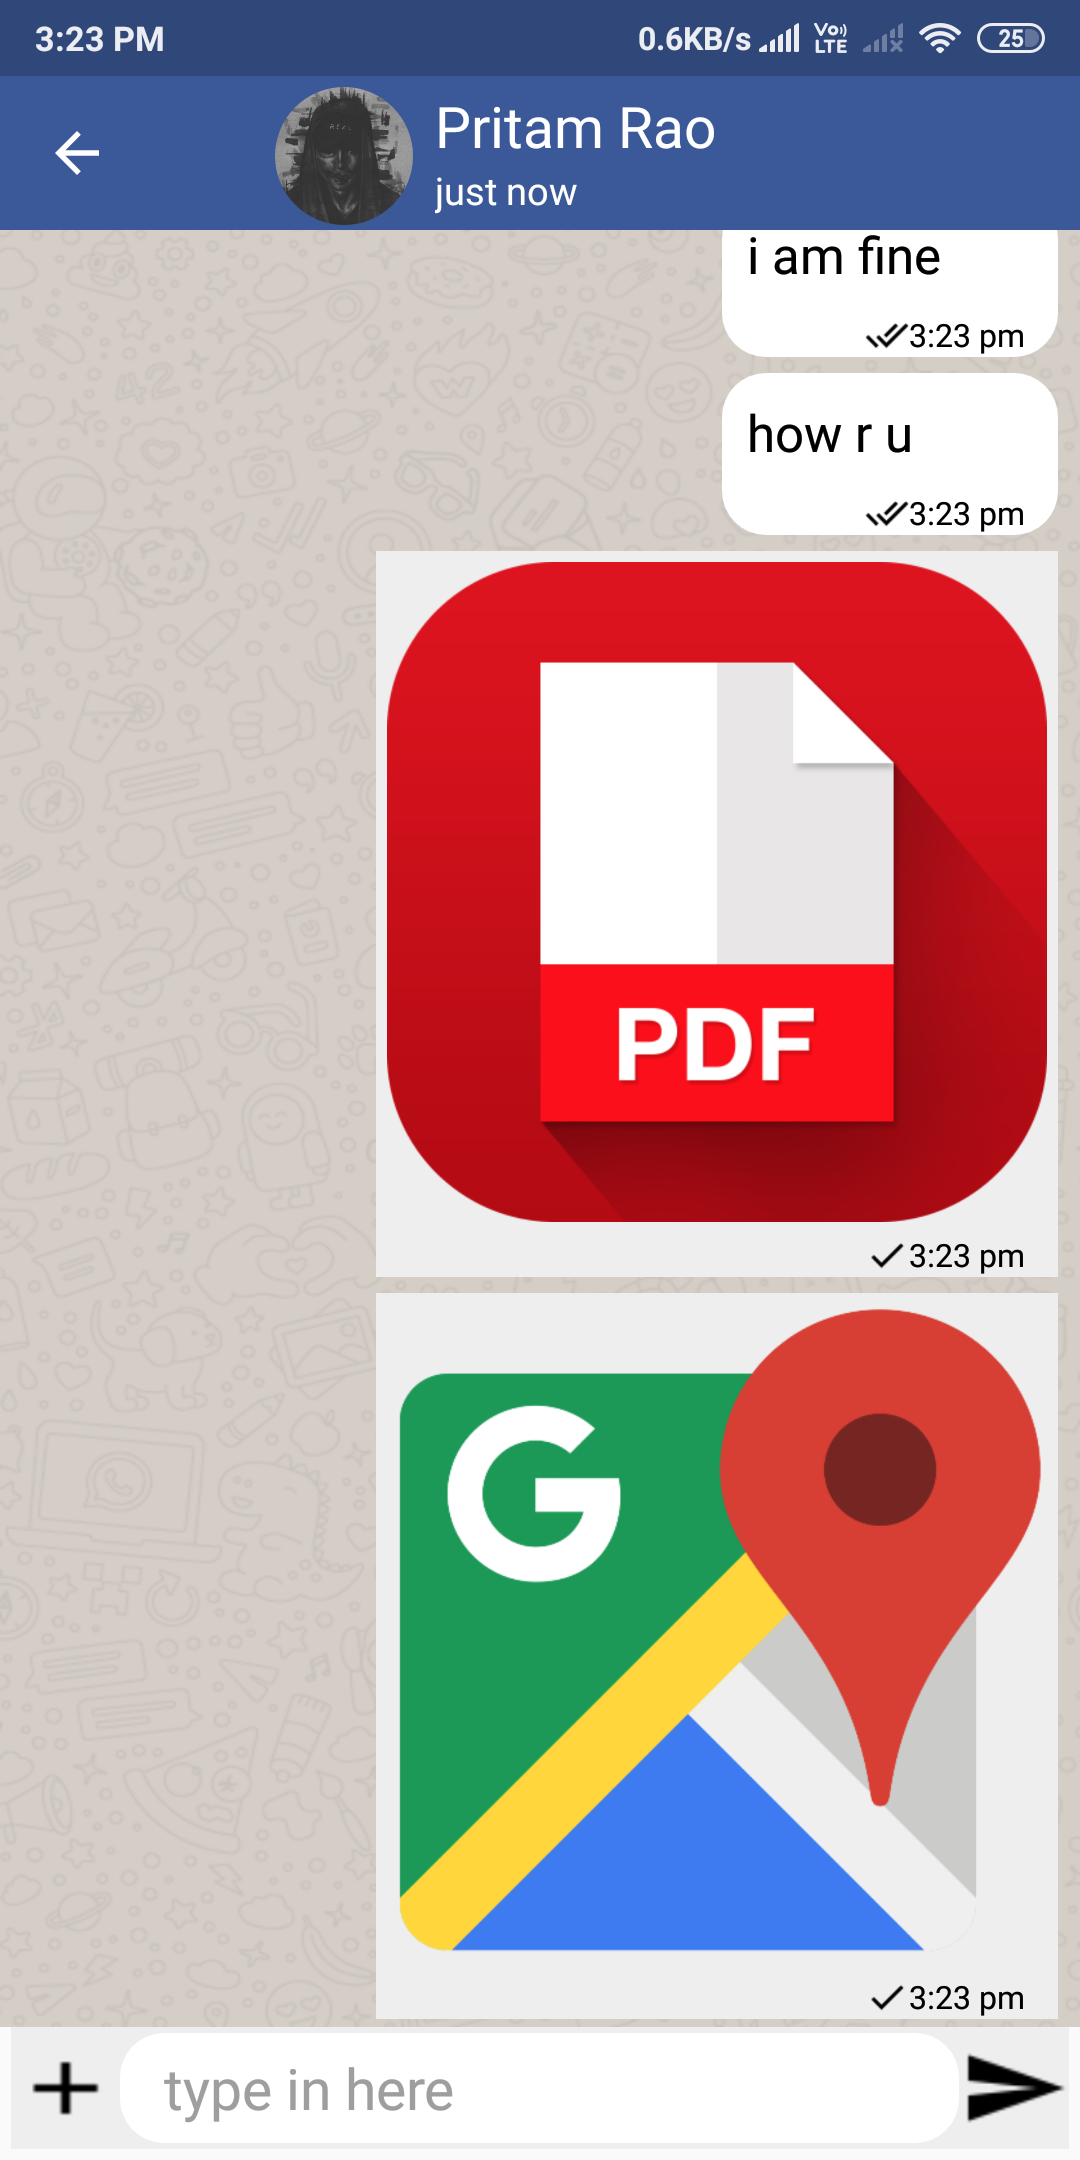 3:23 PM
0.6KB/s
Vo)) LTE
25
Pritam Rao
just now
i am fine
3:23 pm
how r u
3:23 pm
PDF
3:23 pm
G
3:23 pm
type in here